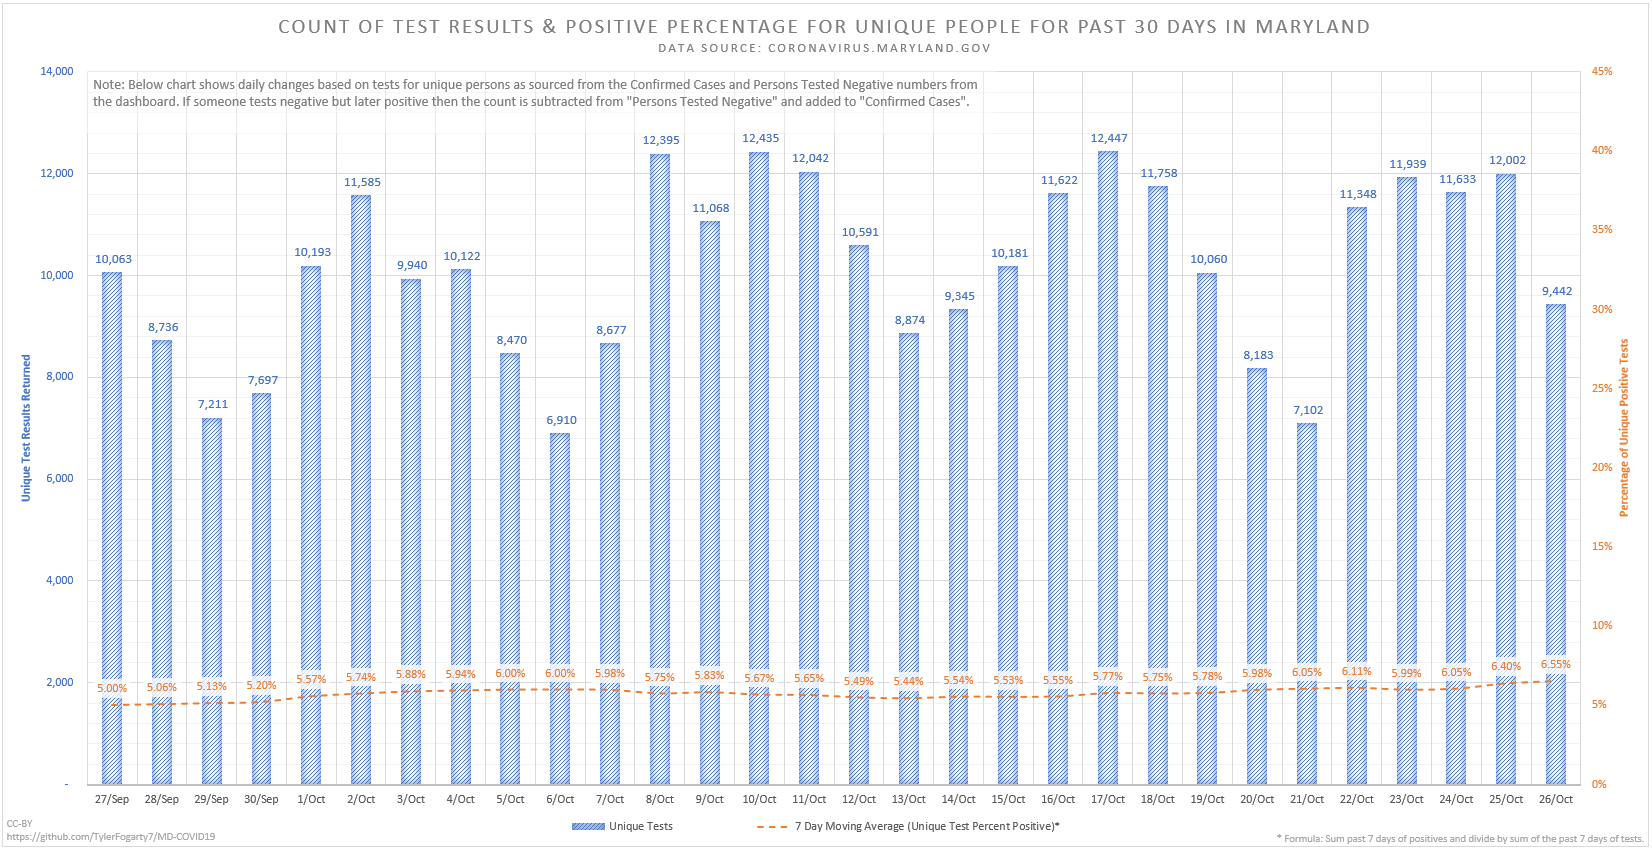 COUNT OF TEST RESULTS & POSITIVE PERCENTAGE FOR UNIQUE PEOPLE FOR PAST 30 DAYS IN MARYLAND
DATA SOURCE: CORONAVIRUS.MARYLAND.GOV
Note: Below chart shows daily changes based on tests for unique persons as sourced from the Confirmed Cases and Persons Tested Negative numbers from
the dashboard. If someone tests negative but later positive then the count is subtracted from "Persons Tested Negative" and added to "Confirmed Cases".
Unique Test Results Returned
14,000
12,000
10,000
8,000
6,000
4,000
2,000
-
10,063
8,736
7,211
7,697
10,193
11,585
9,940
10,122
8,470
6,910
8,677
12,395
11,068
12,435
12,042
10,591
8,874
9,345
10,181
11,622
12,447
11,758
10,060
8,183
7,102
11,348
11,939
11,633
12,002
9,442
5.00%
5.06%
5.13%
5.20%
5.57%
5.74%
5.88%
5.94%
6.00%
6.00%
5.98%
5.75%
5.83%
5.67%
5.65%
5.49%
5.44%
5.54%
5.53%
5.55%
5.77%
5.75%
5.78%
5.98%
6.05%
6.11%
5.99%
6.05%
6.40%
6.55%
45%
40%
35%
30%
25%
20%
15%
10%
5%
0%
Percentage of Unique Positive Tests
27/Sep
28/Sep
29/Sep
30/Sep
1/Oct
2/Oct
3/Oct
4/Oct
5/Oct
6/Oct
7/Oct
8/Oct
9/Oct
10/Oct
11/Oct
12/Oct
13/Oct
14/Oct
15/Oct
16/Oct
17/Oct
18/Oct
19/Oct
20/Oct
21/Oct
22/Oct
23/Oct
24/Oct
25/Oct
26/Oct
Unique Tests
7 Day Moving Average (Unique Test Percent Positive)*
CC-BY
https://github.com/TylerFogarty7/MD-COVID19
* Formula: Sum past 7 days of positives and divide by sum of the past 7 days of tests.